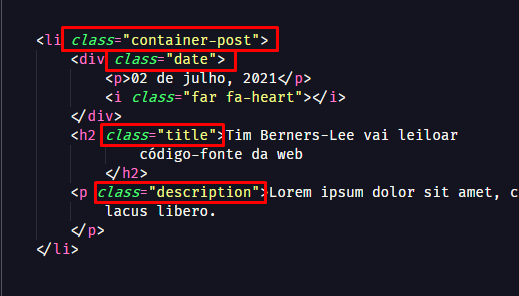 <li class="container-post">
<div class="date">
<p>02 de julho, 2021</p>
<i class="far fa-heart"></i>
</div>
<h2 class="title">Tim Berners-Lee vai leiloar
código-fonte da web
</h2>
<p class="description">Lorem ipsum dolor sit amet, c
lacus libero.
</p>
</li>